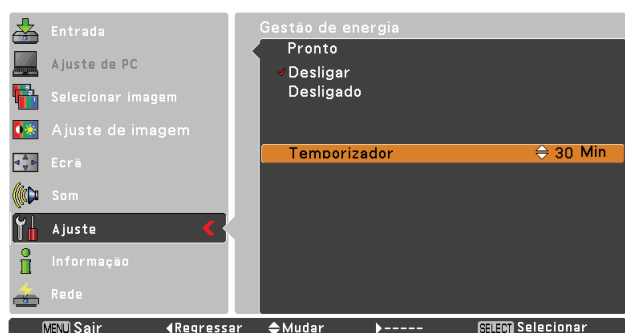 Entrada
Ajuste de PC
Selecionar imagem
Ajuste de imagem
Ecrã
Som
Ajuste
Informação
Rede
Gestão de energia
Pronto
Desligar
Desligado
Temporizador 30 Min
MENU Sair Regressar Mudar ----- SELECT Selecionar